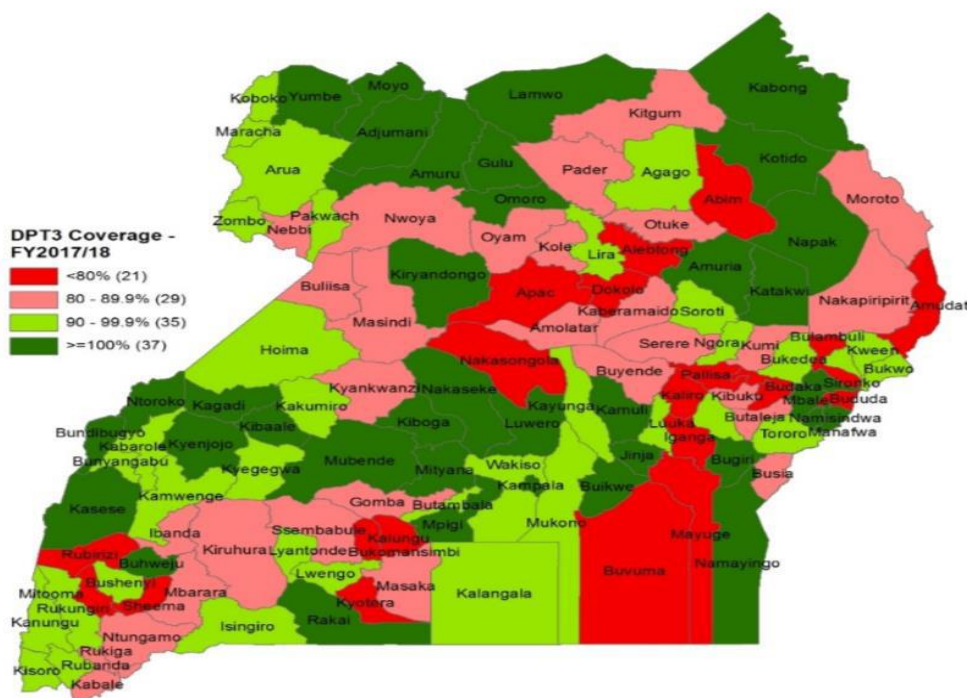 Koboko
Yumbe
Moyo
Lamwo
Kabong
Kitgum
Maracha
Adjumani
Arua
Amuru
Gulu
Pader
Agago
Kotido
Abim
Moroto
Omoro
Zombo
Nebbi
Pakwach
Nwoya
Oyam
Kole
Otuke
Napak
DPT3 Coverage -
FY2017/18
<80% (21)
80 - 89.9% (29)
90 - 99.9% (35)
>=100% (37)
Lira
Alebtong
Kiryandongo
Amuria
Katakwi
Buliisa
Apac
Dokolo
Kaberamaido
Soroti
Nakapiripirit
Amudat
Masindi
Amolatar
Hoima
Serere
Ngora
Kumi
Bulambuli
Bukedea
Kween
Bukwo
Nakasongola
Buyende
Pallisa
Sironko
Kyankwanzi
Nakaseke
Kaliro
Kibuko
Budaka
Mbale
Bududa
Ntoroko
Kagadi
Kakumiro
Kayunga
Kamuli
Butaleja
Namisindwa
Kibaale
Kiboga
Luwero
Luuka
Iganga
Tororo
Manafwa
Bundibugyo
Kabarole
Kyenjojo
Bunyangabu
Kyegegwa
Mubende
Mityana
Wakiso
Jinja
Bugiri
Busia
Kamwenge
Kampala
Buikwe
Kasese
Gomba
Butambala
Mpigi
Mukono
Ibanda
Ssembabule
Kalungu
Mayuge
Rubirizi
Kiruhura
Lyantonde
Bukomansimbi
Buhweju
Namayingo
Bushenyi
Lwengo
Masaka
Mitooma
Mbarara
Kalangala
Buvuma
Rukungiri
Sheema
Kyotera
Kanungu
Isingiro
Rakai
Ntungamo
Rukiga
Rubanda
Kisoro
Kabale